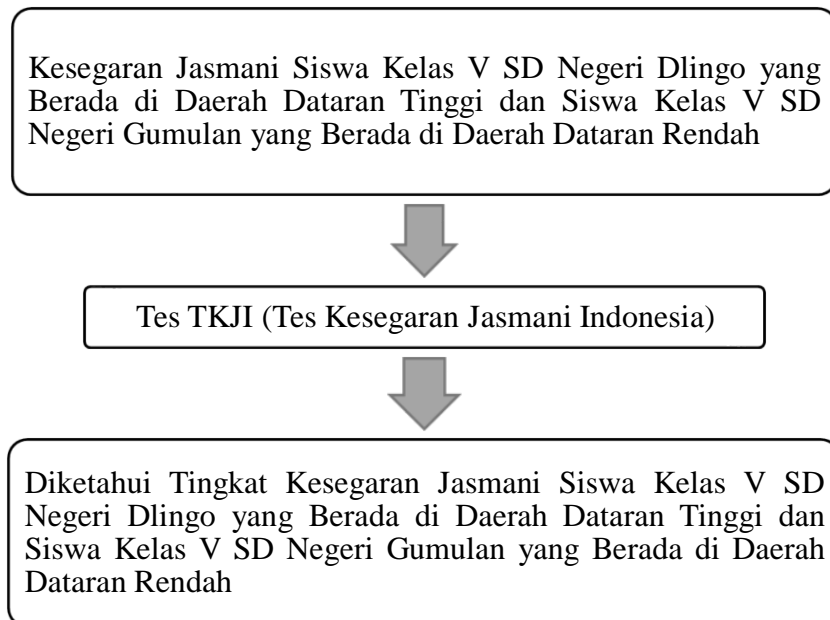 Kesegaran Jasmani Siswa Kelas V SD Negeri Dlingo yang
Berada di Daerah Dataran Tinggi dan Siswa Kelas V SD
Negeri Gumulan yang Berada di Daerah Dataran Rendah
Tes TKJI (Tes Kesegaran Jasmani Indonesia)
Diketahui Tingkat Kesegaran Jasmani Siswa Kelas V SD
Negeri Dlingo yang Berada di Daerah Dataran Tinggi dan
Siswa Kelas V SD Negeri Gumulan yang Berada di Daerah
Dataran Rendah